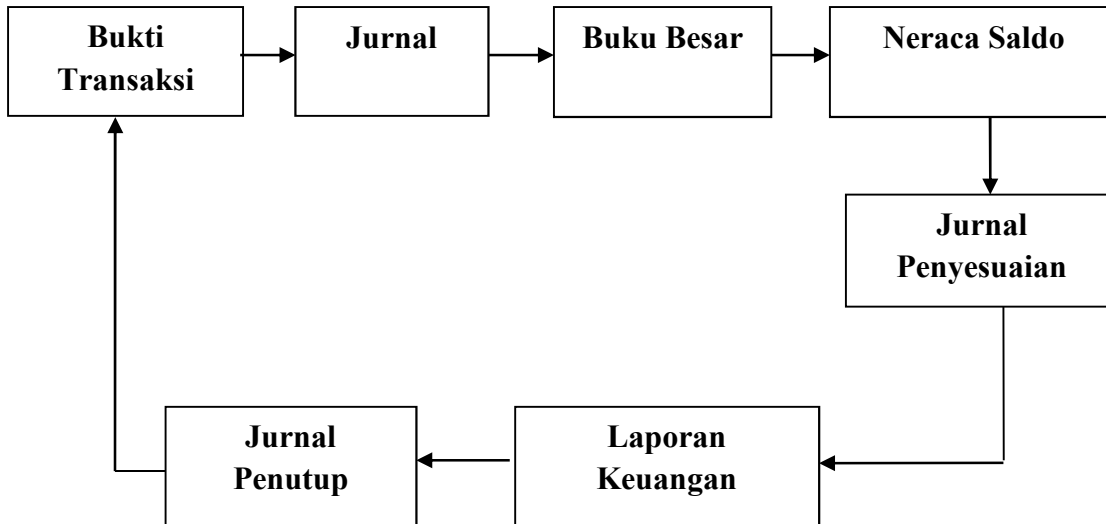 Bukti
Transaksi
Jurnal
Buku Besar
Neraca Saldo
Jurnal
Penyesuaian
Jurnal
Penutup
Laporan
Keuangan